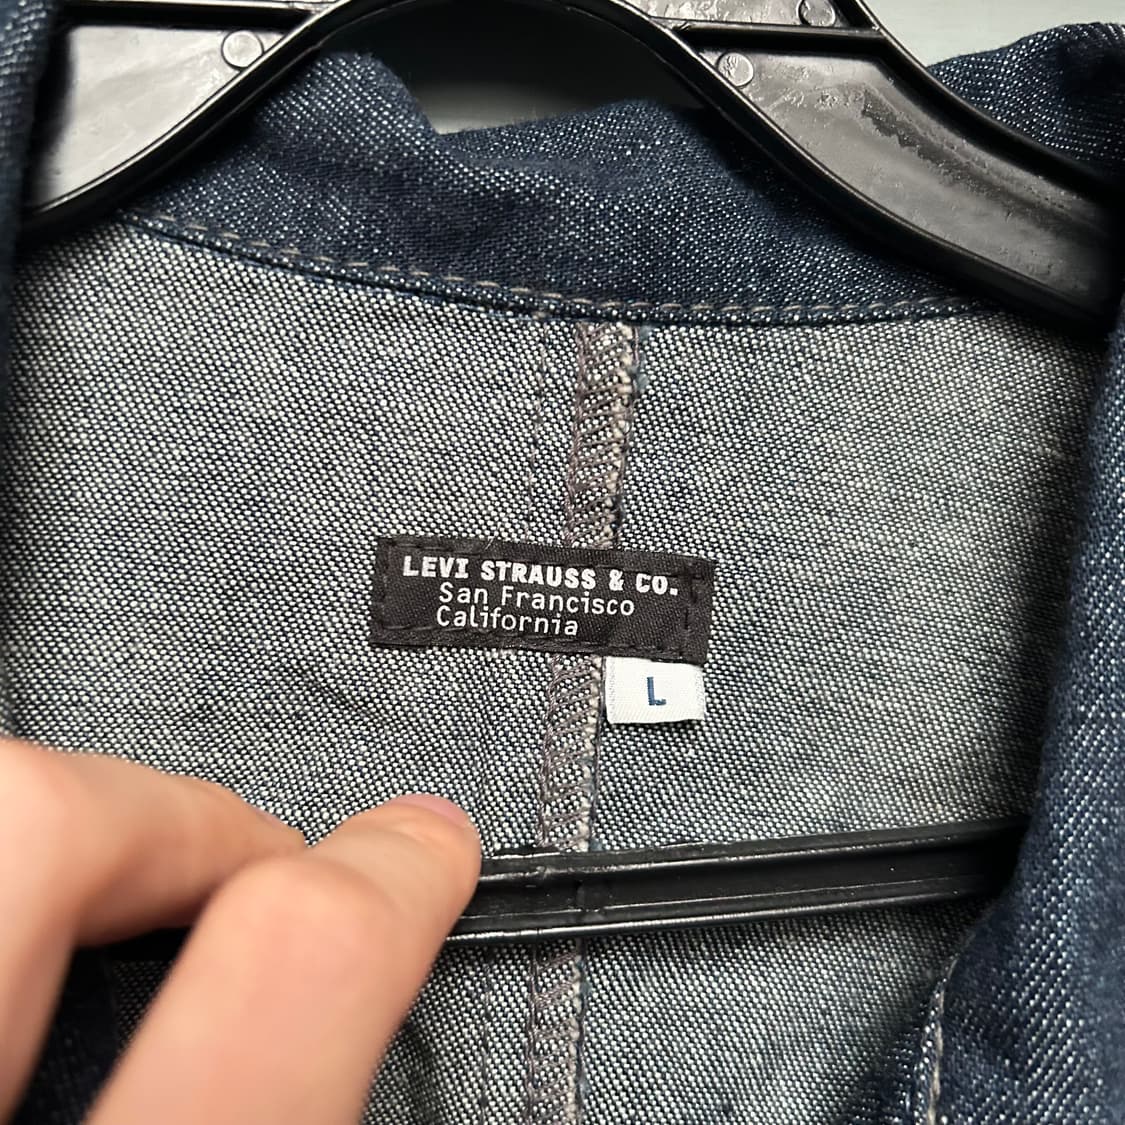 LEVI STRAUSS & CO.
San Francisco
California
L